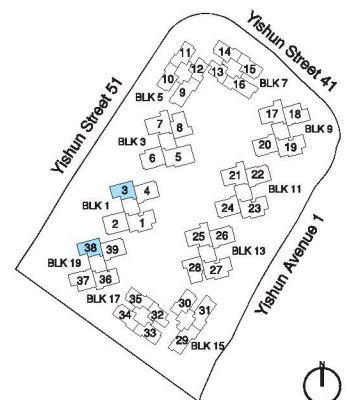 Yishun Street 41
Yishun Street 51
Yishun Avenue 1
11
12
10
9
BLK 5
14
15
13
16
BLK 7
7
8
BLK 3
6
5
17
18
BLK 9
20
19
3
4
BLK 1
2
1
21
22
BLK 11
24
23
38
39
BLK 19
37
36
25
26
BLK 13
28
27
BLK 17
35
34
32
33
30
31
29
BLK 15
N